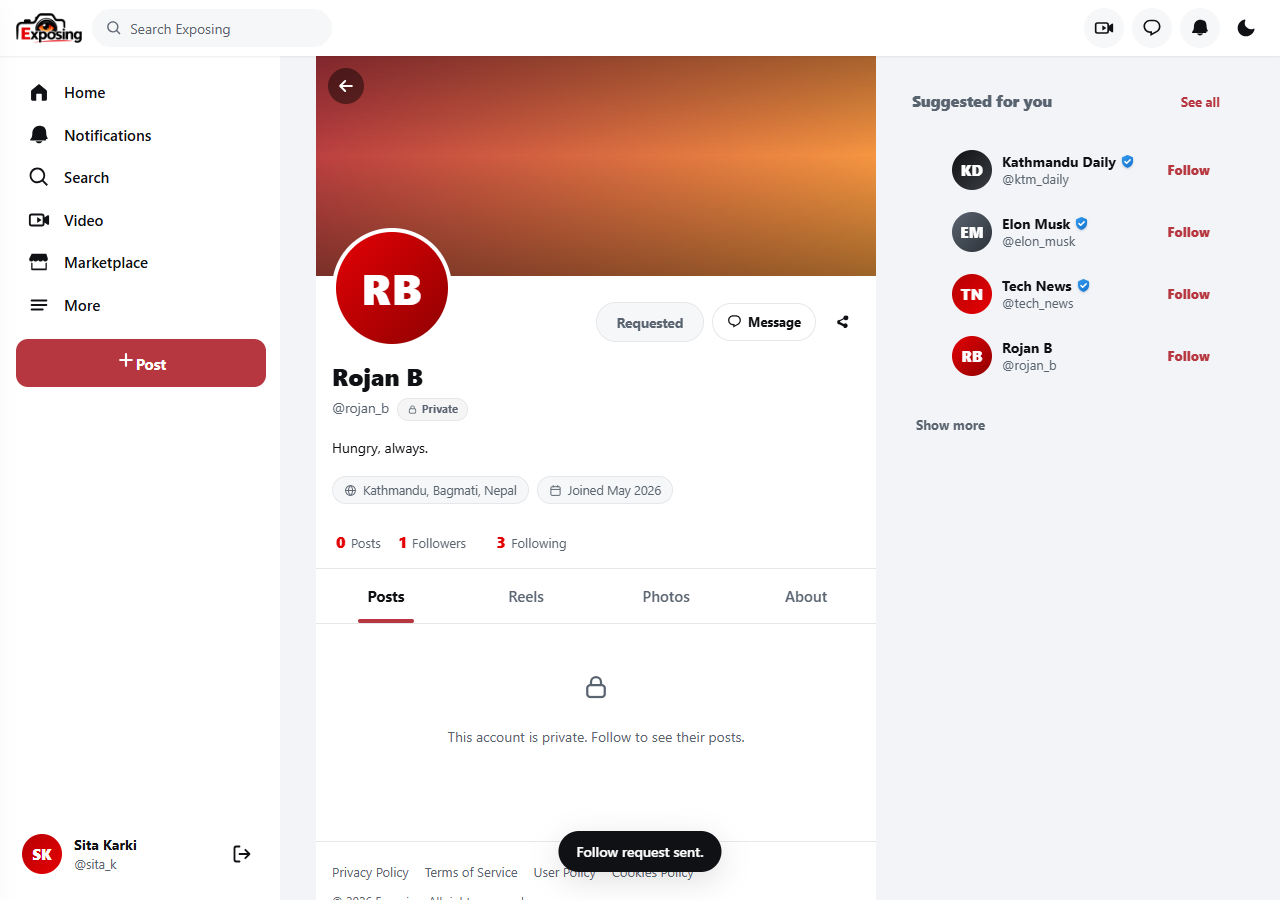 Exposing
Search Exposing
Home
Notifications
Search
Video
Marketplace
More
Post
SK
Sita Karki
@sita_k
RB
Requested
Message
Rojan B
@rojan_b
Private
Hungry, always.
Kathmandu, Bagmati, Nepal
Joined May 2026
0 Posts
1 Followers
3 Following
Posts
Reels
Photos
About
This account is private. Follow to see their posts.
Follow request sent.
Privacy Policy
Terms of Service
User Policy
Cookies Policy
Suggested for you
See all
KD
Kathmandu Daily
@ktm_daily
Follow
EM
Elon Musk
@elon_musk
Follow
TN
Tech News
@tech_news
Follow
RB
Rojan B
@rojan_b
Follow
Show more